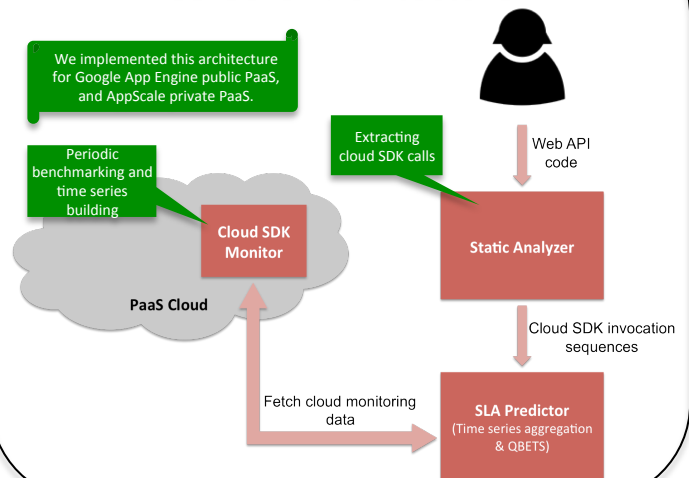 We implemented this architecture
for Google App Engine public PaaS,
and AppScale private PaaS.
Extracting
cloud SDK calls
Web API
code
Periodic
benchmarking and
time series
building
Cloud SDK
Monitor
Static Analyzer
PaaS Cloud
Cloud SDK invocation
sequences
Fetch cloud monitoring
data
SLA Predictor
(Time series aggregation
& QBETS)